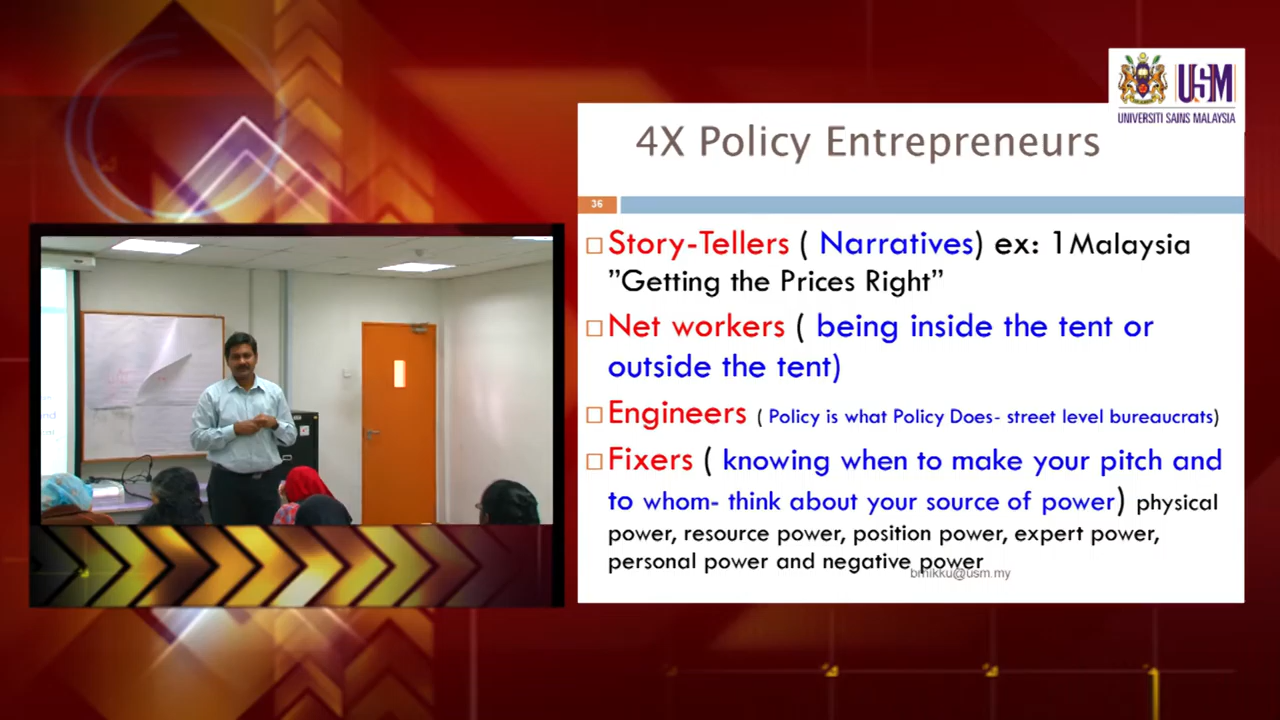 USM
UNIVERSITI SAINS MALAYSIA
4X Policy Entrepreneurs
36
Story-Tellers ( Narratives) ex: 1Malaysia
”Getting the Prices Right”
Net workers ( being inside the tent or
outside the tent)
Engineers ( Policy is what Policy Does- street level bureaucrats)
Fixers ( knowing when to make your pitch and
to whom- think about your source of power) physical
power, resource power, position power, expert power,
personal power and negative power
bmikku@usm.my